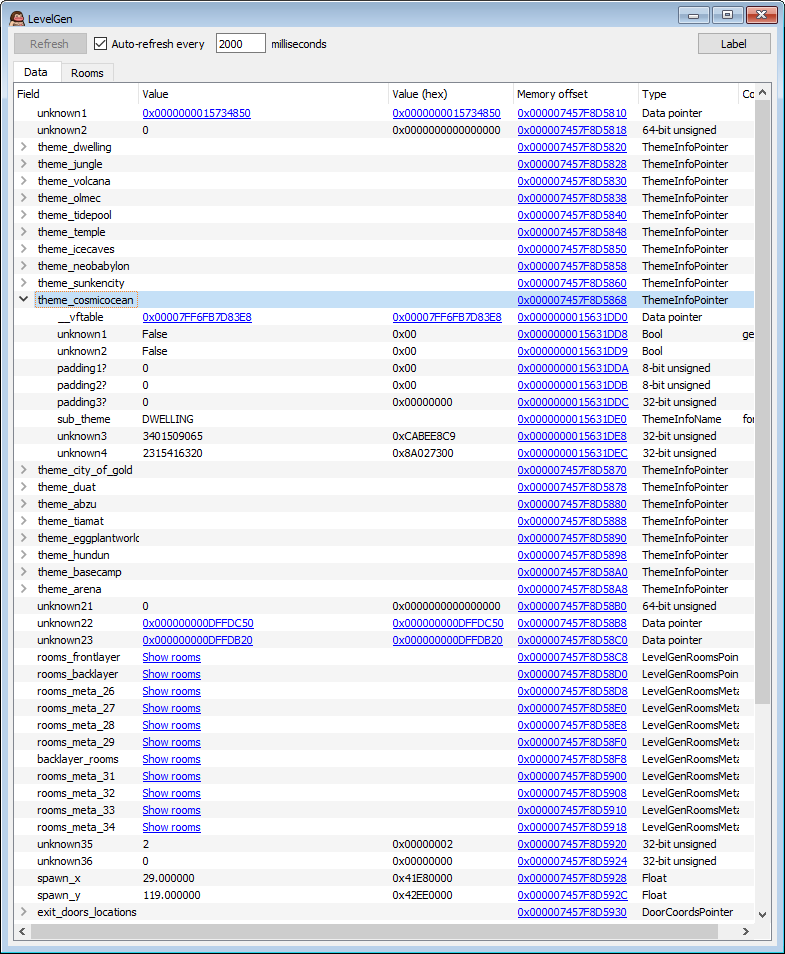 LevelGen
Refresh Auto-refresh every 2000 milliseconds Label
Data Rooms
Field Value Value (hex) Memory offset Type Co
unknown1 0x0000000015734850 0x0000000015734850 0x000007457F8D5810 Data pointer
unknown2 0 0x0000000000000000 0x000007457F8D5818 64-bit unsigned
theme_dwelling 0x000007457F8D5820 ThemeInfoPointer
theme_jungle 0x000007457F8D5828 ThemeInfoPointer
theme_volcana 0x000007457F8D5830 ThemeInfoPointer
theme_olmec 0x000007457F8D5838 ThemeInfoPointer
theme_tidepool 0x000007457F8D5840 ThemeInfoPointer
theme_temple 0x000007457F8D5848 ThemeInfoPointer
theme_icecaves 0x000007457F8D5850 ThemeInfoPointer
theme_neobabylon 0x000007457F8D5858 ThemeInfoPointer
theme_sunkencity 0x000007457F8D5860 ThemeInfoPointer
theme_cosmicocean 0x000007457F8D5868 ThemeInfoPointer
__vftable 0x00007FF6FB7D83E8 0x00007FF6FB7D83E8 0x0000000015631DD0 Data pointer
unknown1 False 0x00 0x0000000015631DD8 Bool ge
unknown2 False 0x00 0x0000000015631DD9 Bool
padding1? 0 0x00 0x0000000015631DDA 8-bit unsigned
padding2? 0 0x00 0x0000000015631DDB 8-bit unsigned
padding3? 0 0x00000000 0x0000000015631DDC 32-bit unsigned
sub_theme DWELLING 0x0000000015631DE0 ThemeInfoName for
unknown3 3401509065 0xCABEE8C9 0x0000000015631DE8 32-bit unsigned
unknown4 2315416320 0x8A027300 0x0000000015631DEC 32-bit unsigned
theme_city_of_gold 0x000007457F8D5870 ThemeInfoPointer
theme_duat 0x000007457F8D5878 ThemeInfoPointer
theme_abzu 0x000007457F8D5880 ThemeInfoPointer
theme_tiamat 0x000007457F8D5888 ThemeInfoPointer
theme_eggplantworld 0x000007457F8D5890 ThemeInfoPointer
theme_hundun 0x000007457F8D5898 ThemeInfoPointer
theme_basecamp 0x000007457F8D58A0 ThemeInfoPointer
theme_arena 0x000007457F8D58A8 ThemeInfoPointer
unknown21 0 0x0000000000000000 0x000007457F8D58B0 64-bit unsigned
unknown22 0x000000000DFFDC50 0x000000000DFFDC50 0x000007457F8D58B8 Data pointer
unknown23 0x000000000DFFDB20 0x000000000DFFDB20 0x000007457F8D58C0 Data pointer
rooms_frontlayer Show rooms 0x000007457F8D58C8 LevelGenRoomsPoin
rooms_backlayer Show rooms 0x000007457F8D58D0 LevelGenRoomsPoin
rooms_meta_26 Show rooms 0x000007457F8D58D8 LevelGenRoomsMeta
rooms_meta_27 Show rooms 0x000007457F8D58E0 LevelGenRoomsMeta
rooms_meta_28 Show rooms 0x000007457F8D58E8 LevelGenRoomsMeta
rooms_meta_29 Show rooms 0x000007457F8D58F0 LevelGenRoomsMeta
backlayer_rooms Show rooms 0x000007457F8D58F8 LevelGenRoomsMeta
rooms_meta_31 Show rooms 0x000007457F8D5900 LevelGenRoomsMeta
rooms_meta_32 Show rooms 0x000007457F8D5908 LevelGenRoomsMeta
rooms_meta_33 Show rooms 0x000007457F8D5910 LevelGenRoomsMeta
rooms_meta_34 Show rooms 0x000007457F8D5918 LevelGenRoomsMeta
unknown35 2 0x00000002 0x000007457F8D5920 32-bit unsigned
unknown36 0 0x00000000 0x000007457F8D5924 32-bit unsigned
spawn_x 29.000000 0x41E80000 0x000007457F8D5928 Float
spawn_y 119.000000 0x42EE0000 0x000007457F8D592C Float
exit_doors_locations 0x000007457F8D5930 DoorCoordsPointer